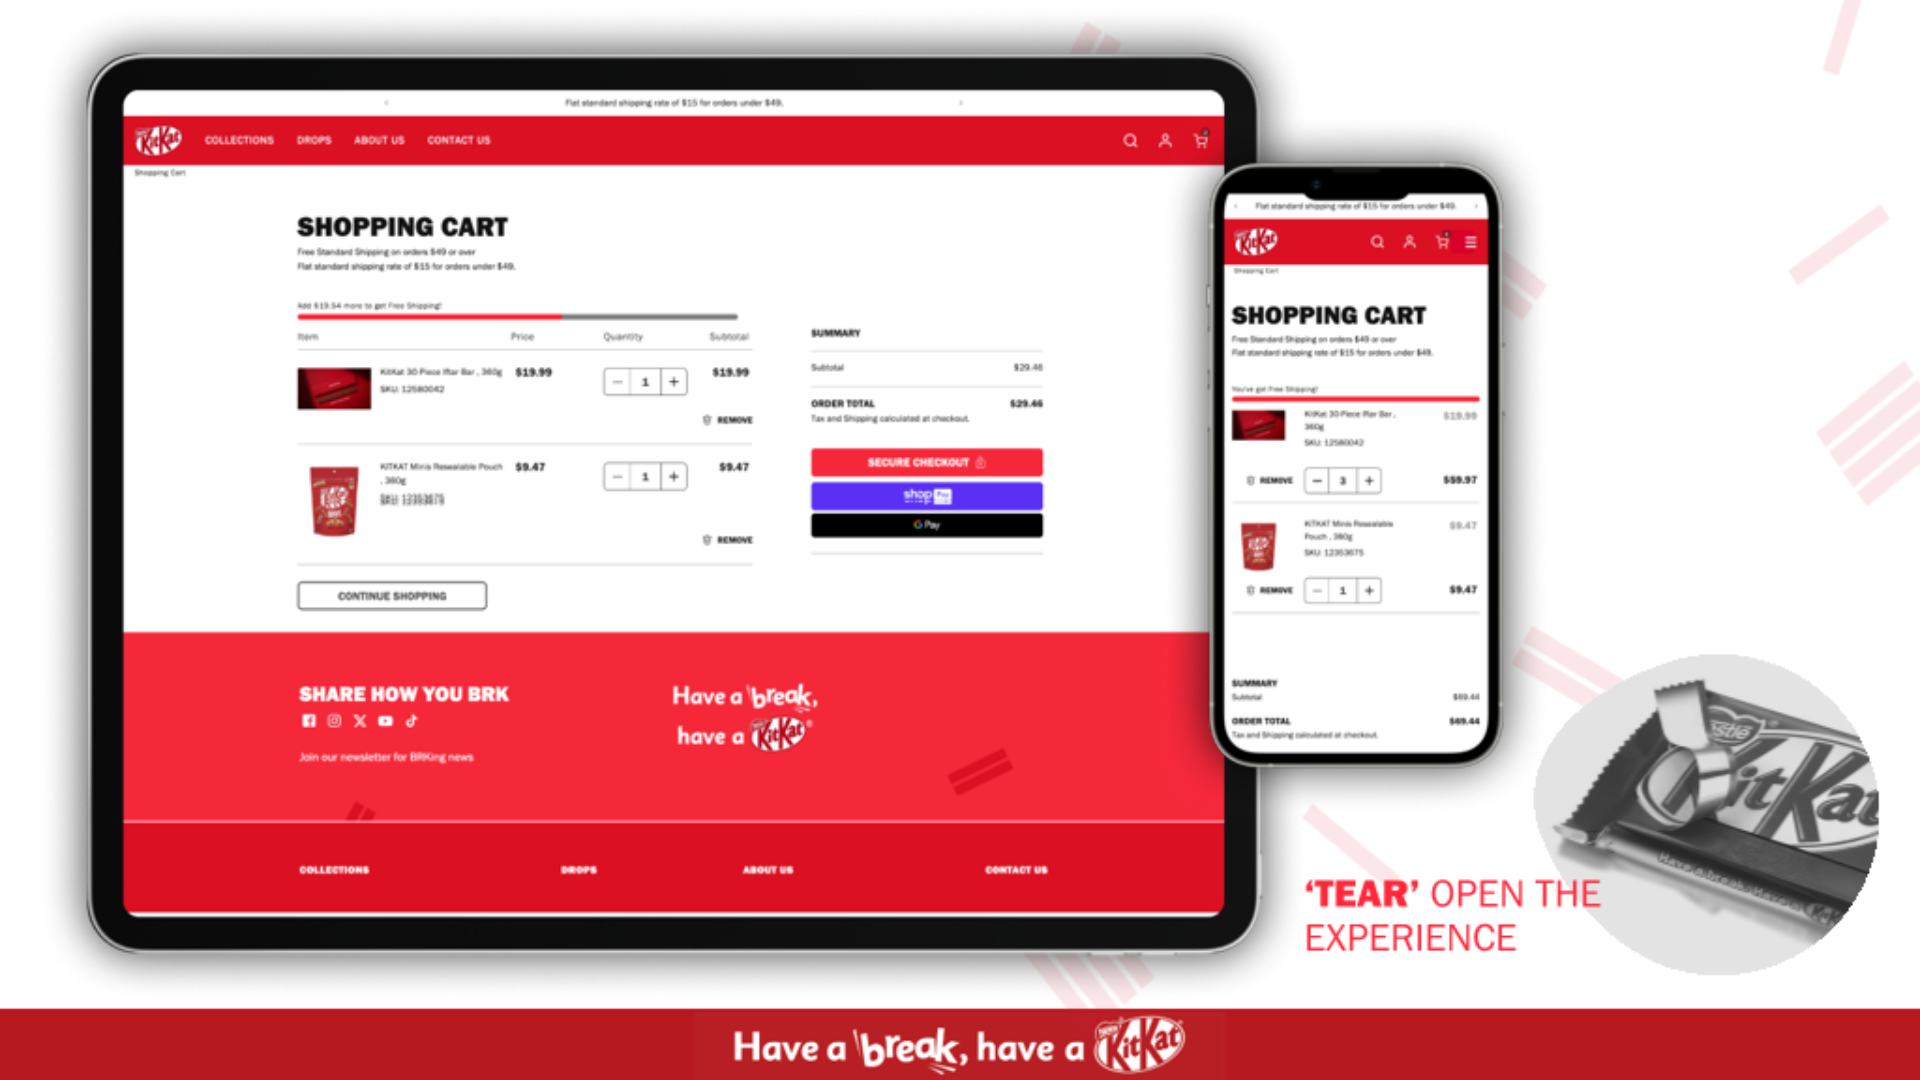 Flat standard shipping rate of $15 for orders under $49.
KitKat
COLLECTIONS DROPS ABOUT US CONTACT US
Shopping Cart
SHOPPING CART
Free Standard Shipping on orders $49 or over
Flat standard shipping rate of $15 for orders under $49.
Add $19.54 more to get Free Shipping!
Item Price Quantity Subtotal
KitKat 30 Piece Iftar Bar , 360g $19.99 1 $19.99
SKU: 12580042
REMOVE
KITKAT Minis Resealable Pouch $9.47 1 $9.47
, 360g
REMOVE
CONTINUE SHOPPING
SUMMARY
Subtotal $29.46
ORDER TOTAL $29.46
Tax and Shipping calculated at checkout.
SECURE CHECKOUT
shop Pay
G Pay
SHARE HOW YOU BRK
Join our newsletter for BRKing news
Have a break,
have a KitKat
COLLECTIONS DROPS ABOUT US CONTACT US
Flat standard shipping rate of $15 for orders under $49.
KitKat
Shopping Cart
SHOPPING CART
Free Standard Shipping on orders $49 or over
Flat standard shipping rate of $15 for orders under $49.
You've got Free Shipping!
KitKat 30 Piece Iftar Bar , $19.99
360g
SKU: 12580042
REMOVE 3 $59.97
KITKAT Minis Resealable $9.47
Pouch , 360g
SKU: 12353675
REMOVE 1 $9.47
SUMMARY
Subtotal $69.44
ORDER TOTAL $69.44
Tax and Shipping calculated at checkout.
Nestle
KitKat
'TEAR' OPEN THE
EXPERIENCE
Have a break, have a KitKat